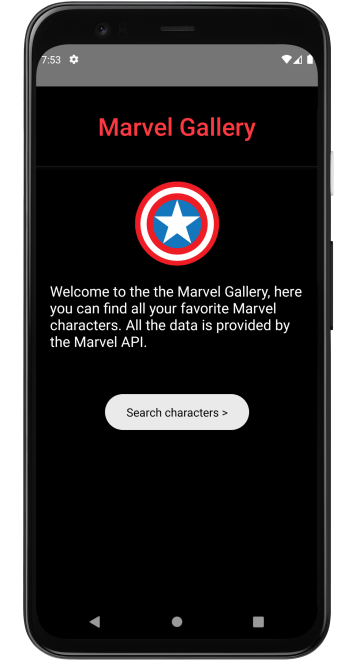 7:53
Marvel Gallery
Welcome to the the Marvel Gallery, here
you can find all your favorite Marvel
characters. All the data is provided by
the Marvel API.
Search characters >